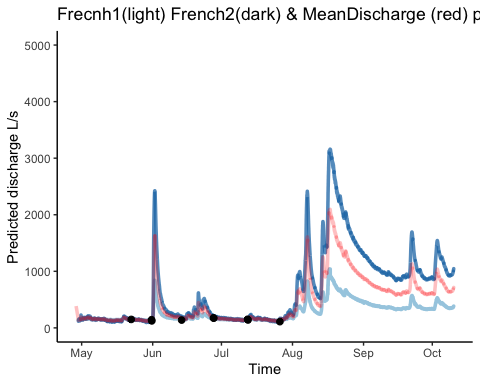 Frecnh1(light) French2(dark) & MeanDischarge (red) p
5000
4000
3000
2000
1000
0
Predicted discharge L/s
May Jun Jul Aug Sep Oct
Time